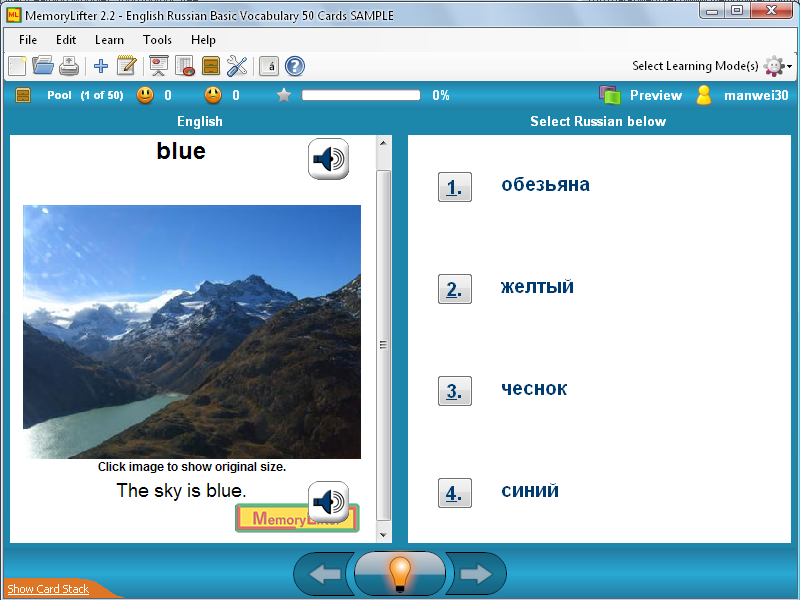 MemoryLifter 2.2 - English Russian Basic Vocabulary 50 Cards SAMPLE
File Edit Learn Tools Help
á ? Select Learning Mode(s)
Pool (1 of 50) 0 0 0% Preview manwei30
English
Select Russian below
blue
Click image to show original size.
The sky is blue.
1. обезьяна
2. желтый
3. чеснок
4. синий
Show Card Stack